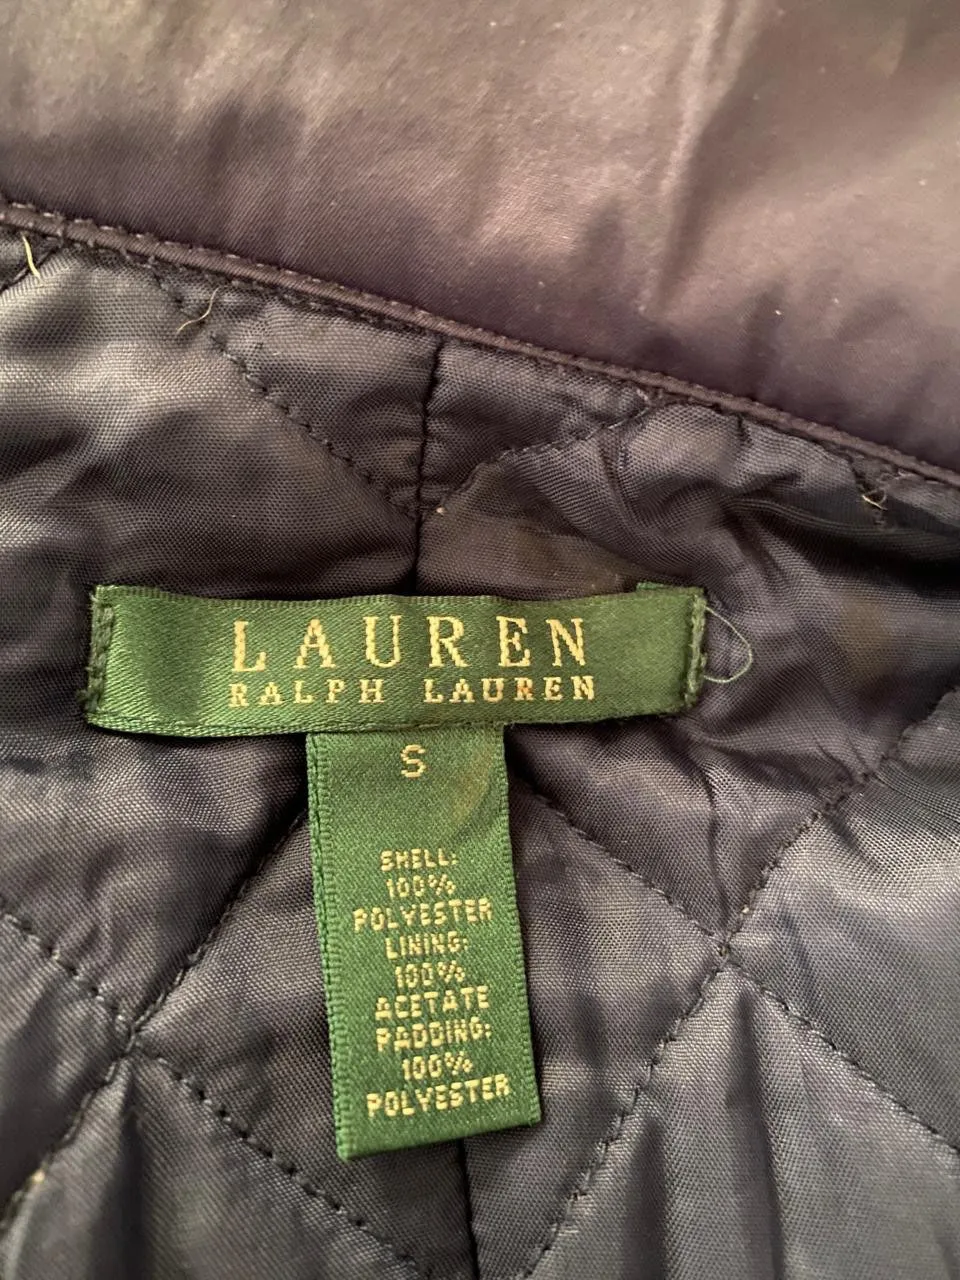 LAUREN
RALPH LAUREN
S
SHELL:
100%
POLYESTER
LINING:
100%
ACETATE
PADDING:
100%
POLYESTER